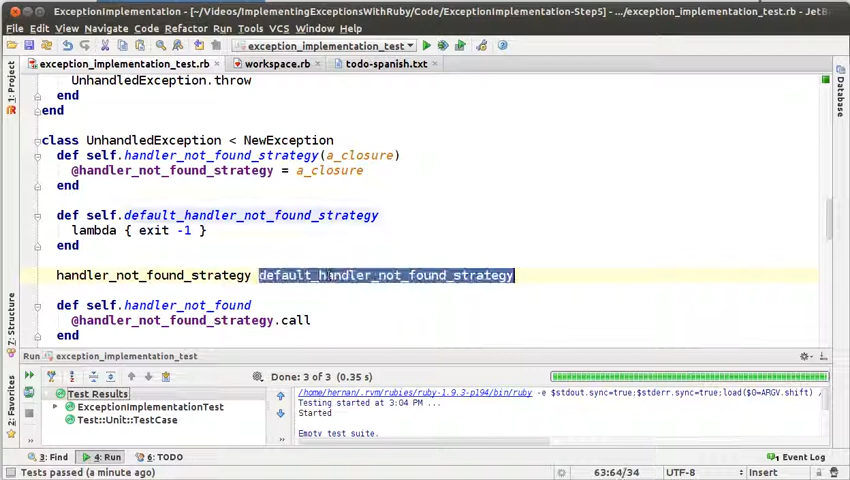 ExceptionImplementation - [~/Videos/ImplementingExceptionsWithRuby/Code/ExceptionImplementation-Step5] - .../exception_implementation_test.rb - JetB
File Edit View Navigate Code Refactor Run Tools VCS Window Help
exception_implementation_test
exception_implementation_test.rb workspace.rb todo-spanish.txt
1: Project
Database
UnhandledException.throw
end
end
class UnhandledException < NewException
def self.handler_not_found_strategy(a_closure)
@handler_not_found_strategy = a_closure
end
def self.default_handler_not_found_strategy
lambda { exit -1 }
end
handler_not_found_strategy default_handler_not_found_strategy
def self.handler_not_found
@handler_not_found_strategy.call
end
7: Structure
2: Favorites
Run exception_implementation_test
Done: 3 of 3 (0.35 s)
Test Results
ExceptionImplementationTest
Test::Unit::TestCase
/home/hernan/.rvm/rubies/ruby-1.9.3-p194/bin/ruby -e $stdout.sync=true;$stderr.sync=true;load($0=ARGV.shift) /
Testing started at 3:04 PM ...
Started
Empty test suite.
3: Find 4: Run 6: TODO 1 Event Log
Tests passed (a minute ago) 63:64/34 UTF-8 Insert